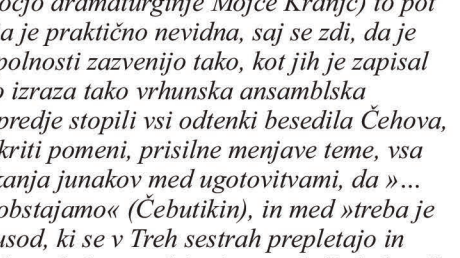 dramaturginje Mojce Kranjc) to pot
je praktično nevidna, saj se zdi, da je
polnosti zazvenijo tako, kot jih je zapisal
izraza tako vrhunska ansamblska
predje stopili vsi odtenki besedila Čehova,
kriti pomeni, prisilne menjave teme, vsa
kanja junakov med ugotovitvami, da »...
obstajamo« (Čebutikin), in med »treba je
usod, ki se v Treh sestrah prepletajo in